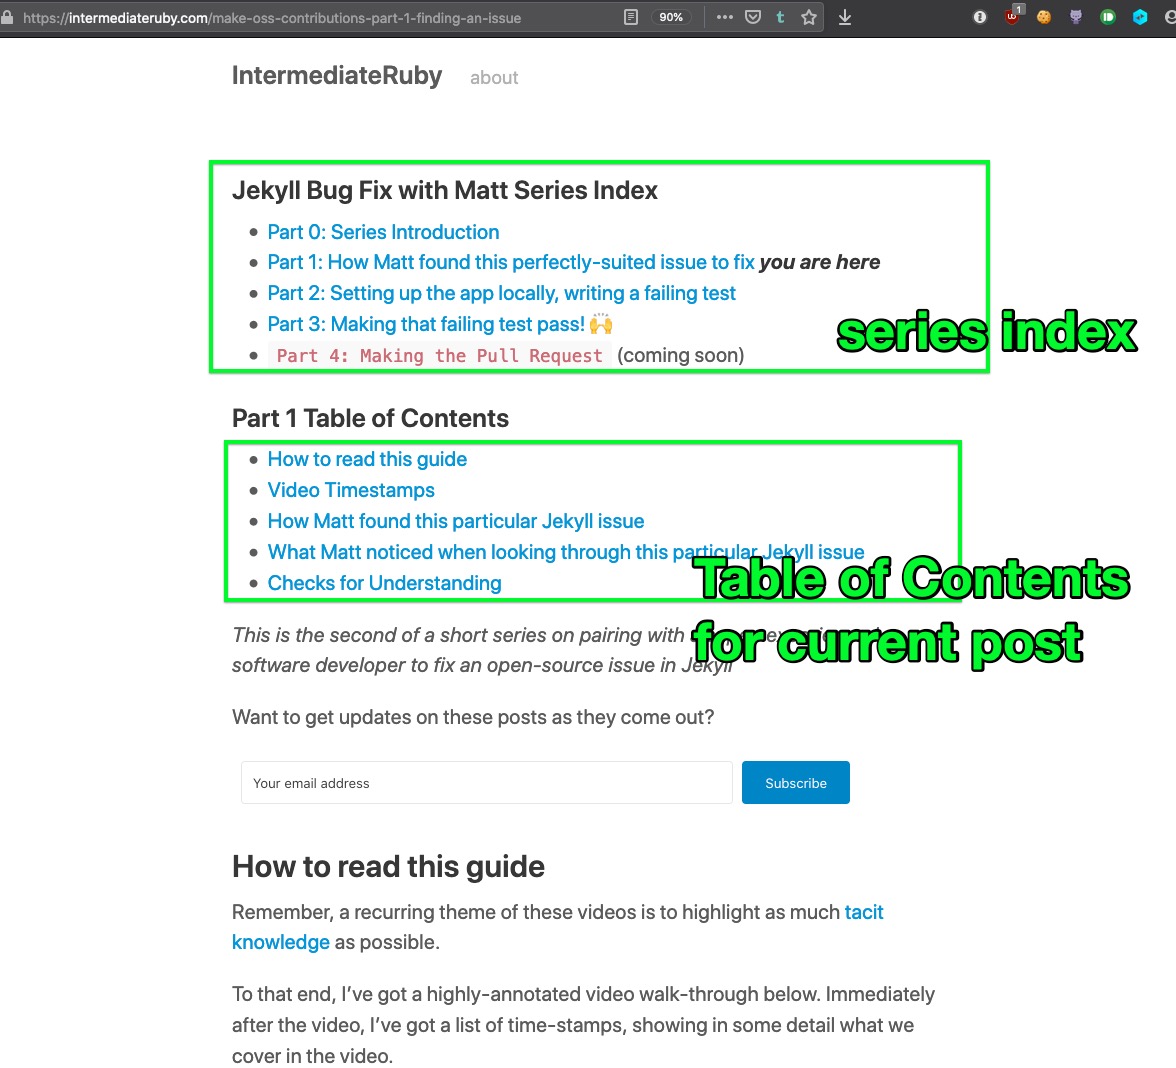 https://intermediateruby.com/make-oss-contributions-part-1-finding-an-issue
90%
t
1
IntermediateRuby about
Jekyll Bug Fix with Matt Series Index
Part 0: Series Introduction
Part 1: How Matt found this perfectly-suited issue to fix you are here
Part 2: Setting up the app locally, writing a failing test
Part 3: Making that failing test pass! 🙌
Part 4: Making the Pull Request (coming soon)
series index
Part 1 Table of Contents
How to read this guide
Video Timestamps
How Matt found this particular Jekyll issue
What Matt noticed when looking through this particular Jekyll issue
Checks for Understanding
Table of Contents
for current post
This is the second of a short series on pairing with
software developer to fix an open-source issue in Jekyll
Want to get updates on these posts as they come out?
Your email address
Subscribe
How to read this guide
Remember, a recurring theme of these videos is to highlight as much tacit
knowledge as possible.
To that end, I’ve got a highly-annotated video walk-through below. Immediately
after the video, I’ve got a list of time-stamps, showing in some detail what we
cover in the video.